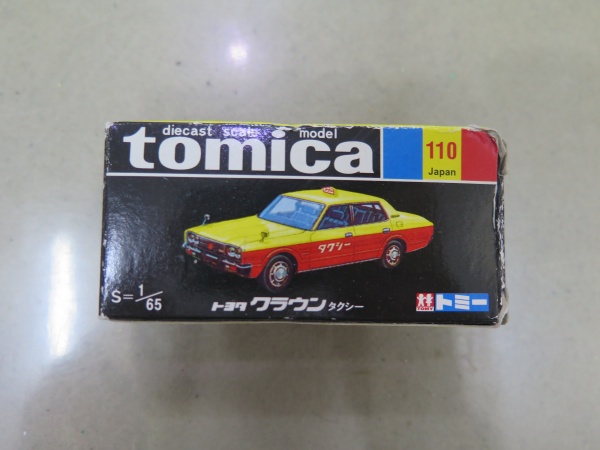 diecast scale model
tomica
110
Japan
タクシー
S=1/65
トヨタ クラウン タクシー
TOMY
トミー